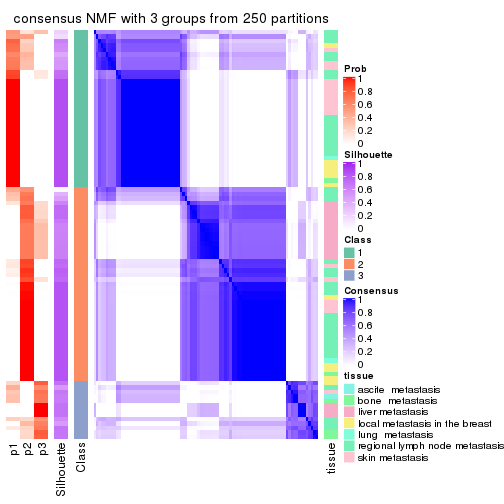 consensus NMF with 3 groups from 250 partitions
Prob
1
0.8
0.6
0.4
0.2
0
Silhouette
1
0.8
0.6
0.4
0.2
0
Class
1
2
3
Consensus
1
0.8
0.6
0.4
0.2
0
tissue
ascite metastasis
bone metastasis
liver metastasis
local metastasis in the breast
lung metastasis
regional lymph node metastasis
skin metastasis
p1
p2
p3
Silhouette
Class
tissue